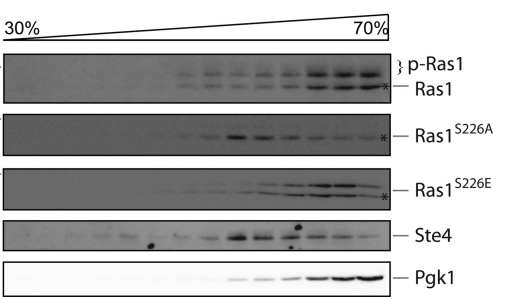 30% 70%
} p-Ras1
Ras1
*
Ras1S226A
*
Ras1S226E
*
Ste4
Pgk1